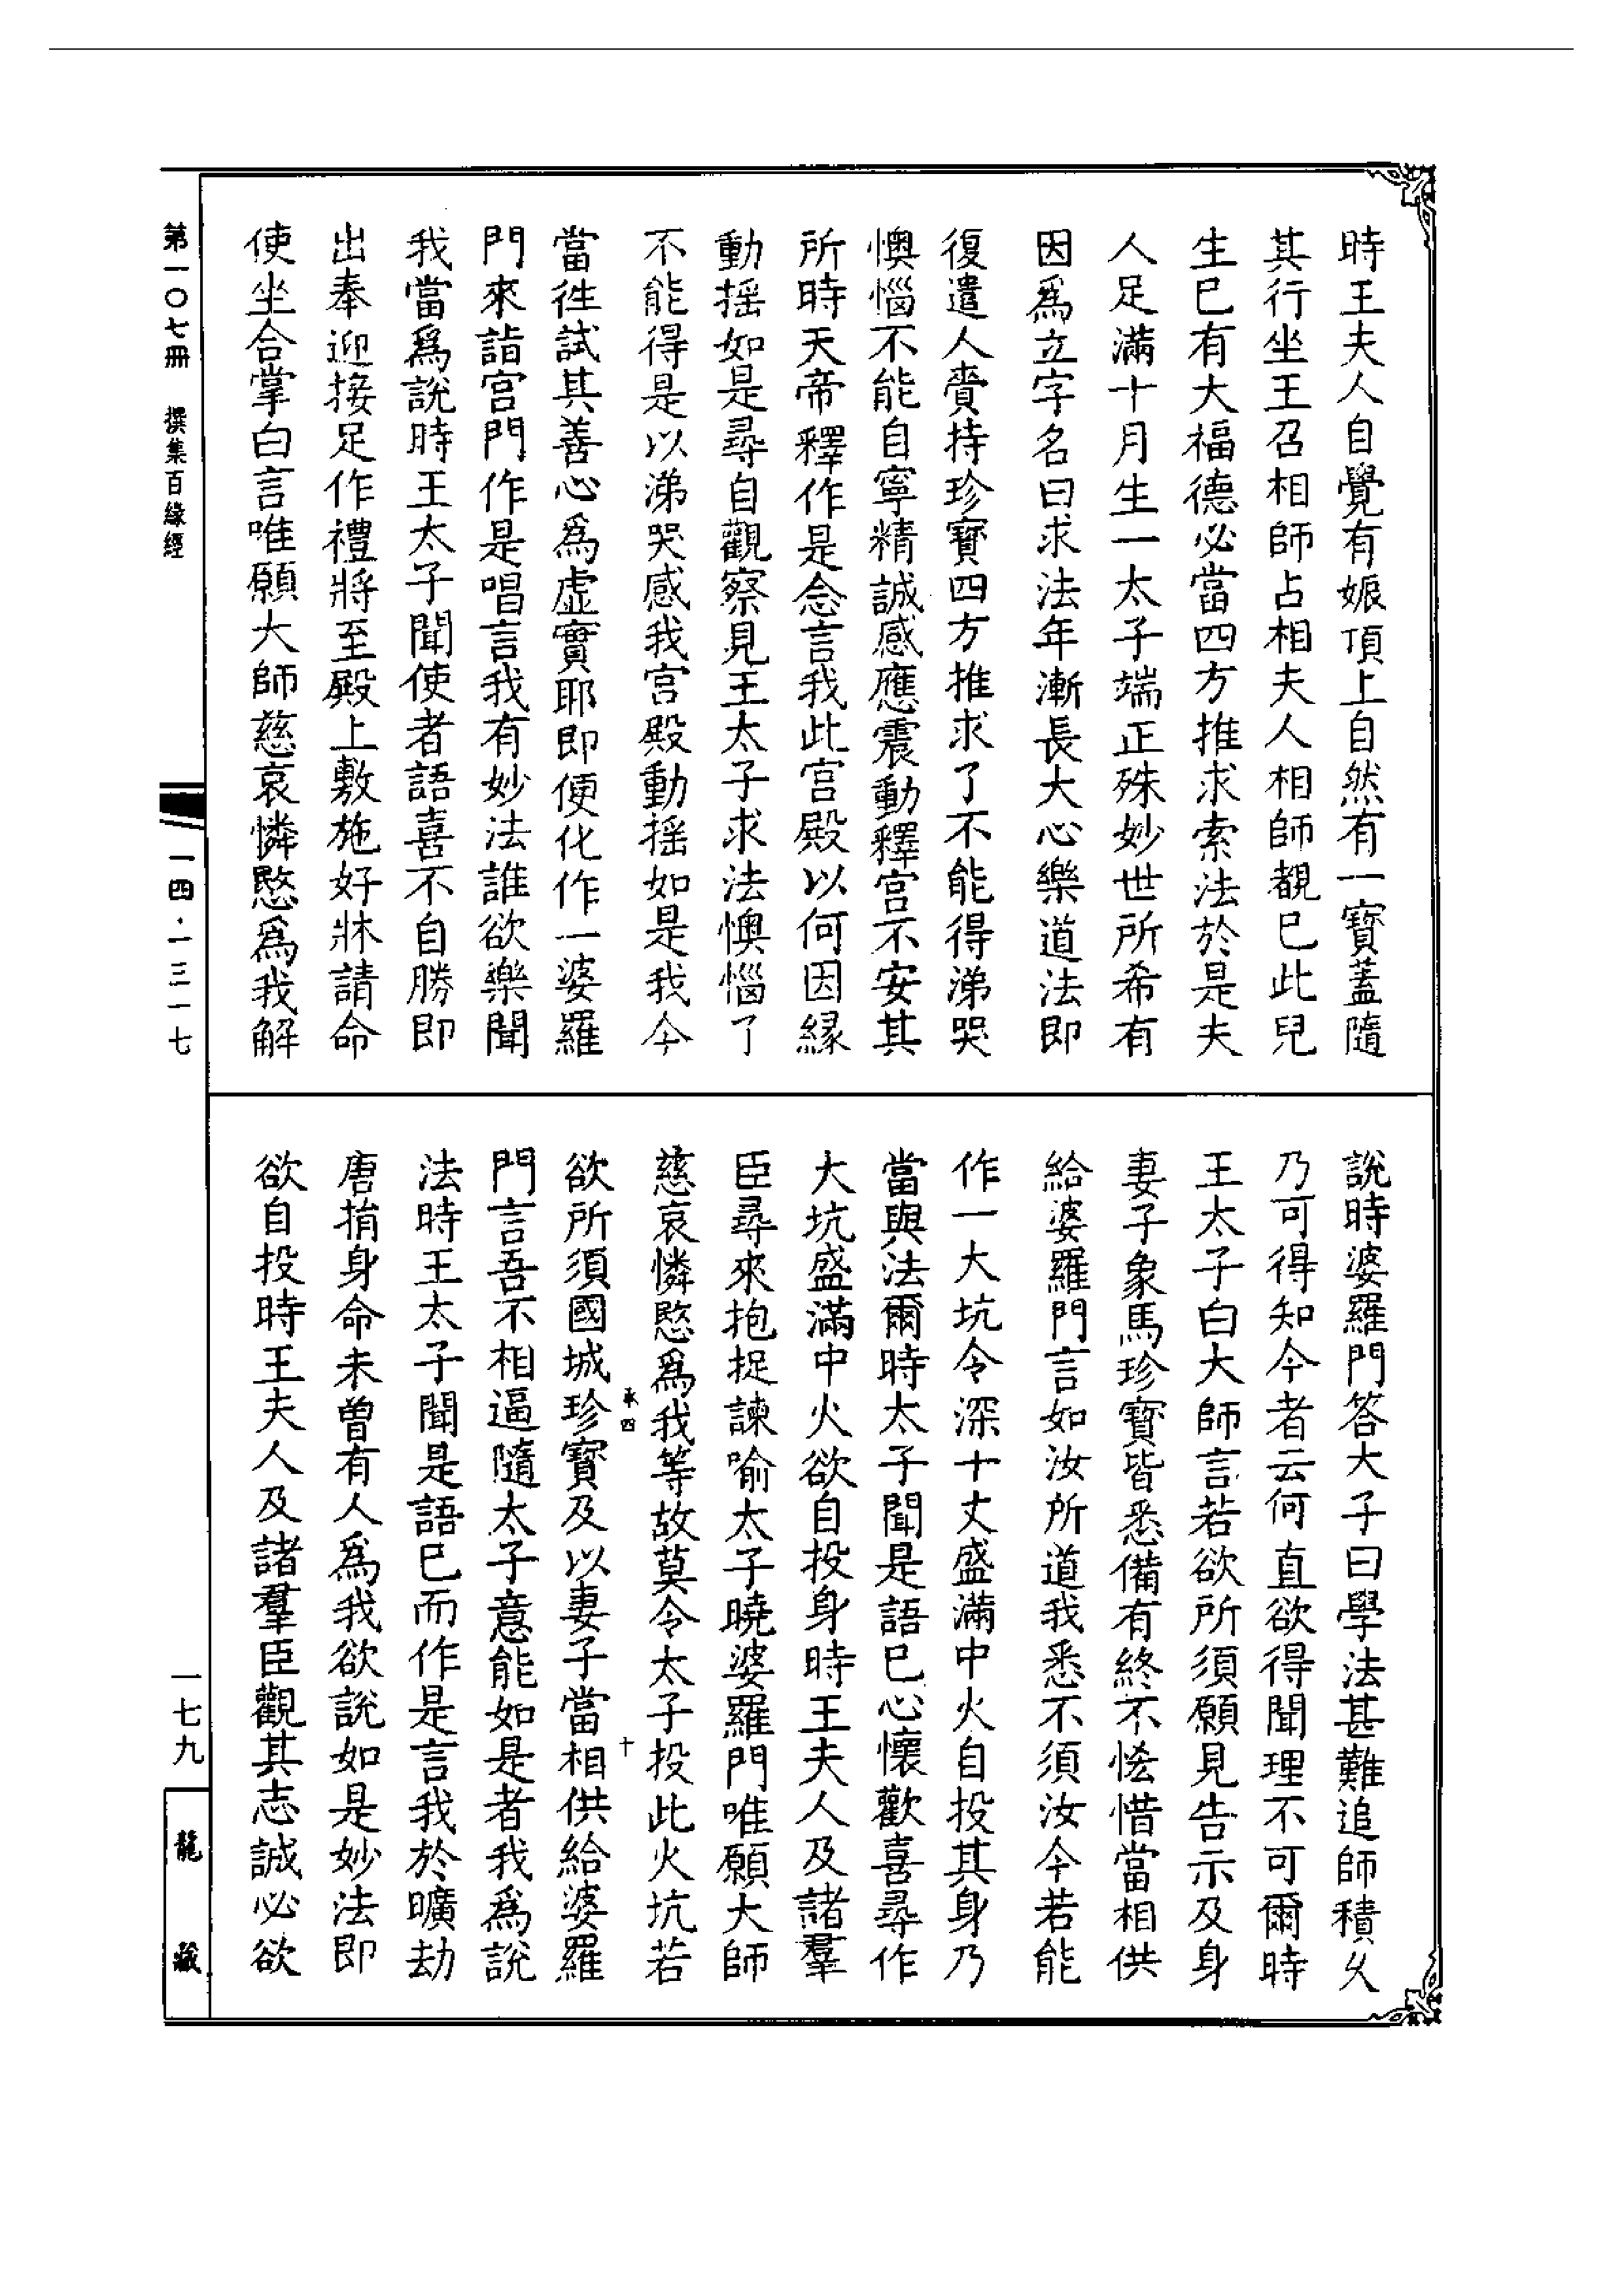 時王夫人自覺有娠頂上自然有一寶蓋隨
其行坐王召相師占相夫人相師覩已此兒
生已有大福德必當四方推求索法於是夫
人足滿十月生一太子端正殊妙世所希有
因爲立字名曰求法年漸長大心樂道法即
復遣人賫持珍寶四方推求了不能得涕哭
懊惱不能自寧精誠感應震動釋宫不安其
所時天帝釋作是念言我此宫殿以何因緣
動揺如是尋自觀察見王太子求法懊惱了
不能得是以涕哭感我宫殿動揺如是我今
當徃試其善心爲虚實耶即便化作一婆羅
門來詣宫門作是唱言我有妙法誰欲樂聞
我當爲說時王太子聞使者語喜不自勝即
出奉迎接足作禮將至殿上敷施好牀請命
使坐合掌白言唯願大師慈哀憐愍爲我解
說時婆羅門答大子曰學法甚難追師積乆
乃可得知今者云何直欲得聞理不可爾時
王太子白大師言若欲所須願見告示及身
妻子象馬珍寶皆悉備有終不恡惜當相供
給婆羅門言如汝所道我悉不須汝今若能
作一大坑令深十丈盛滿中火自投其身乃
當與法爾時太子聞是語已心懷歡喜尋作
大坑盛滿中火欲自投身時王夫人及諸羣
臣尋來抱捉諫喻太子曉婆羅門唯願大師
慈哀憐愍爲我等故莫令太子投此火坑若
欲所須國城珍寳及以妻子當相供給婆羅
門言吾不相逼隨太子意能如是者我爲說
法時王太子聞是語已而作是言我於曠劫
唐捐身命未曾有人爲我欲說如是妙法即
欲自投時王夫人及諸羣臣觀其志誠必欲
承四
十
第一〇七冊　撰集百緣經
一四·一三一七
一七九
龍藏